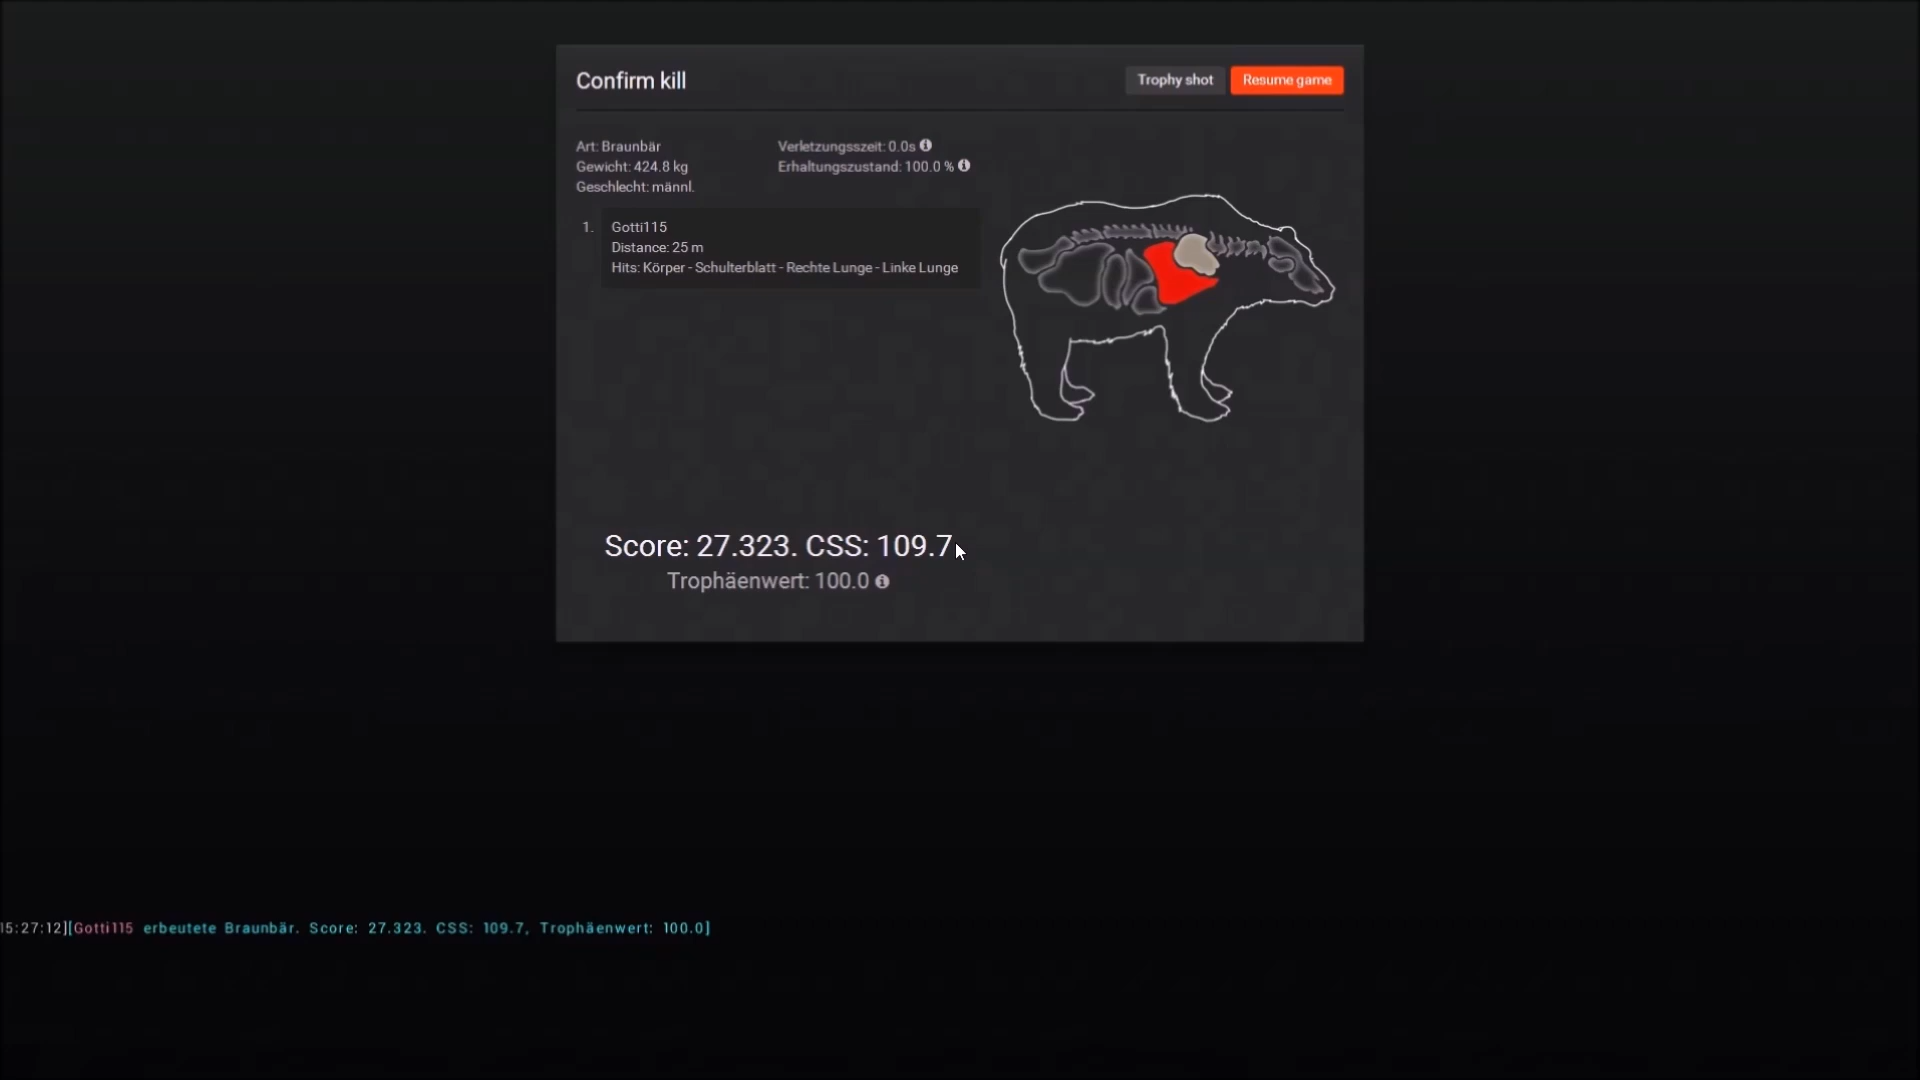 Confirm kill
Trophy shot
Resume game
Art: Braunbär
Gewicht: 424.8 kg
Geschlecht: männl.
Verletzungsszeit: 0.0s
Erhaltungszustand: 100.0 %
1.
Gotti115
Distance: 25 m
Hits: Körper - Schulterblatt - Rechte Lunge - Linke Lunge
Score: 27.323. CSS: 109.7
Trophäenwert: 100.0
15:27:12][Gotti115 erbeutete Braunbär. Score: 27.323. CSS: 109.7, Trophäenwert: 100.0]